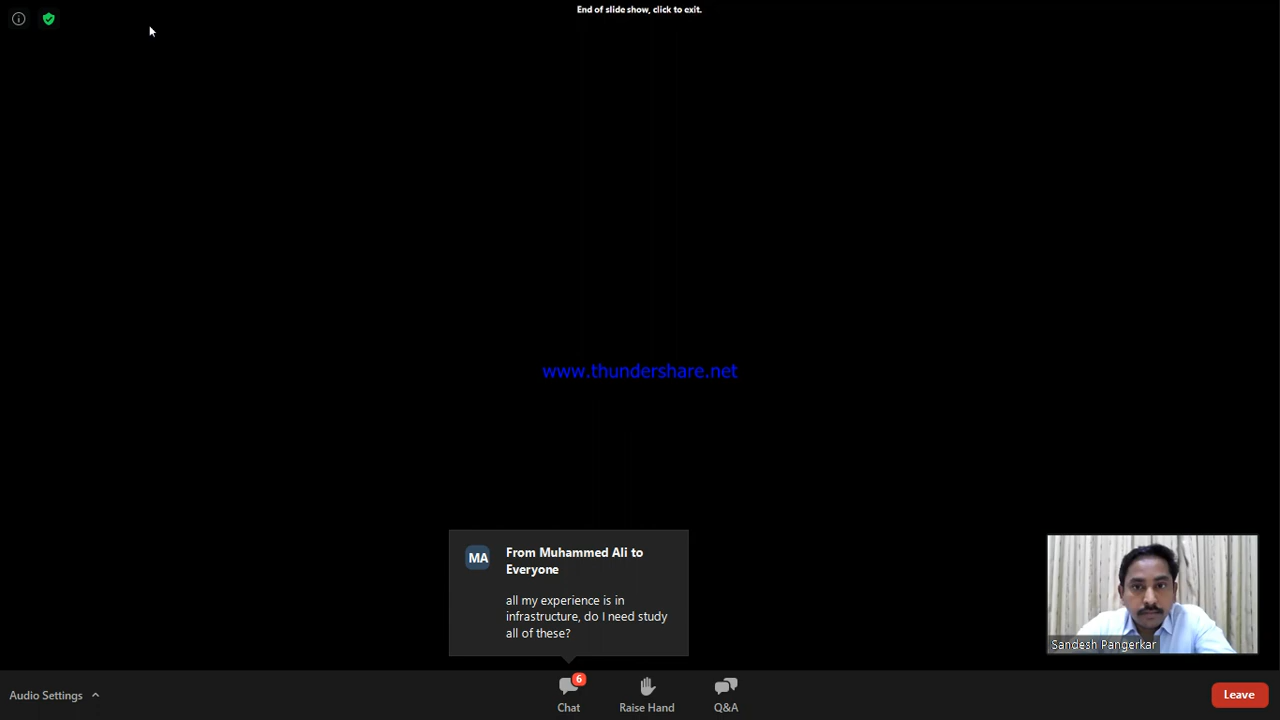 End of slide show, click to exit.
www.thundershare.net
MA
From Muhammed Ali to
Everyone
all my experience is in
infrastructure, do I need study
all of these?
Sandesh Pangerkar
Audio Settings
6
Chat
Raise Hand
Q&A
Leave